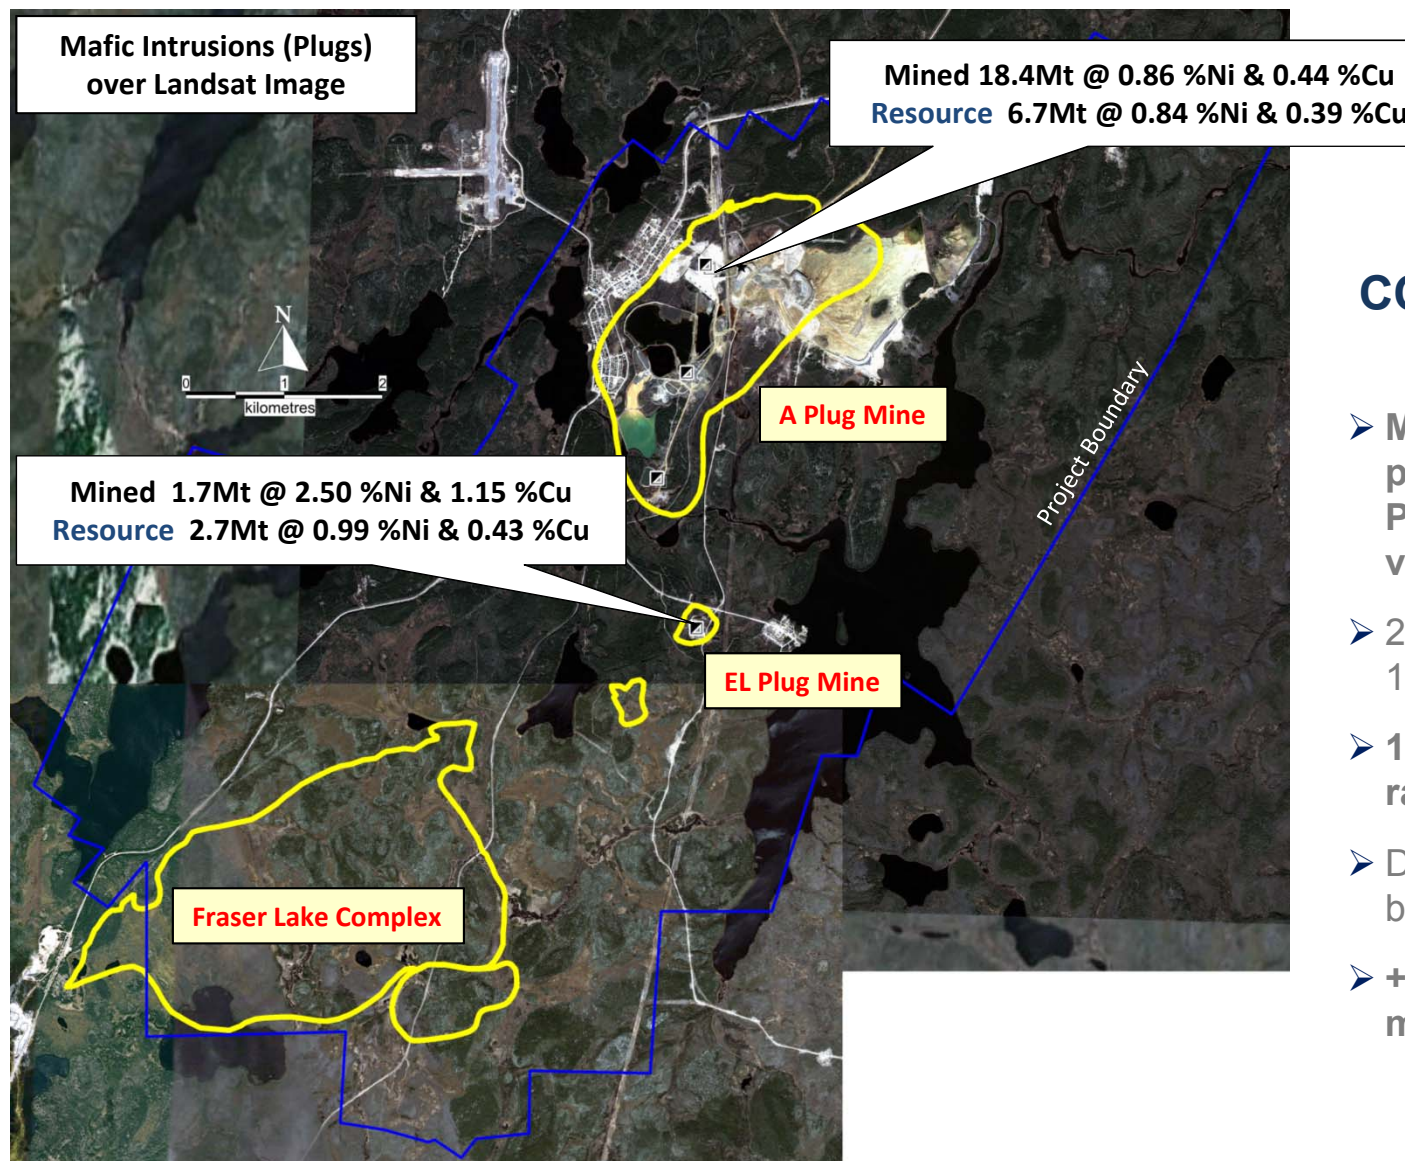 Mafic Intrusions (Plugs)
over Landsat Image
Mined 18.4Mt @ 0.86 %Ni & 0.44 %Cu
Resource 6.7Mt @ 0.84 %Ni & 0.39 %Cu
N
0 1 2
kilometres
A Plug Mine
Project Boundary
Mined 1.7Mt @ 2.50 %Ni & 1.15 %Cu
Resource 2.7Mt @ 0.99 %Ni & 0.43 %Cu
EL Plug Mine
Fraser Lake Complex